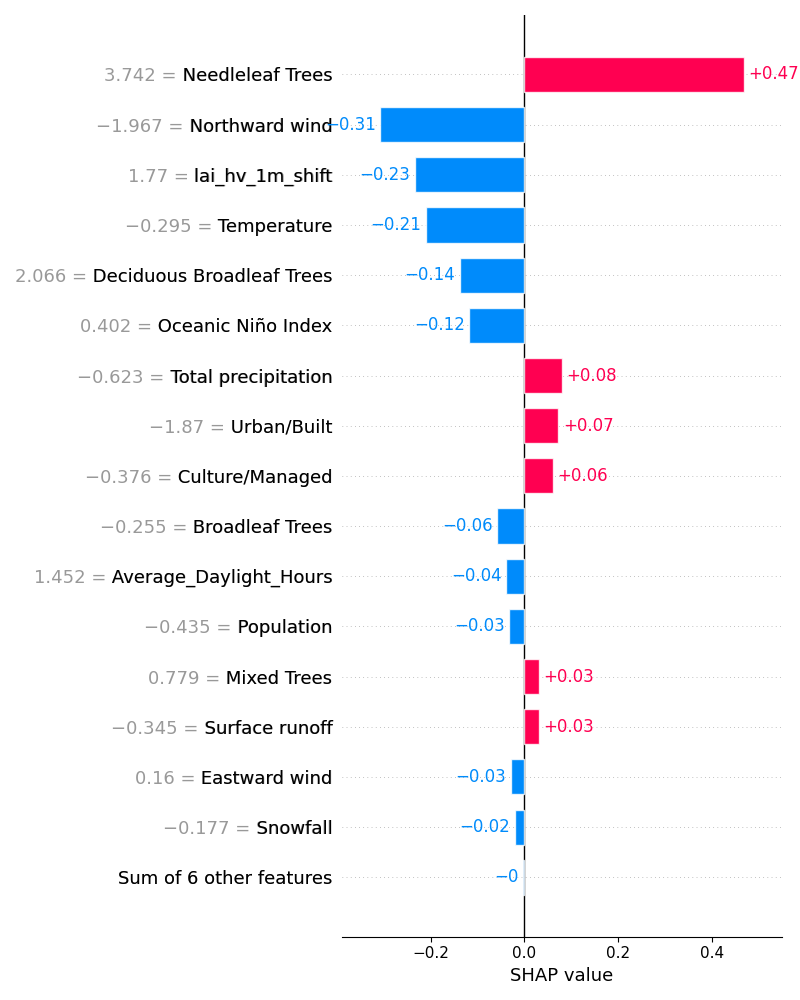 3.742 = Needleleaf Trees +0.47
−1.967 = Northward wind −0.31
1.77 = lai_hv_1m_shift −0.23
−0.295 = Temperature −0.21
2.066 = Deciduous Broadleaf Trees −0.14
0.402 = Oceanic Niño Index −0.12
−0.623 = Total precipitation +0.08
−1.87 = Urban/Built +0.07
−0.376 = Culture/Managed +0.06
−0.255 = Broadleaf Trees −0.06
1.452 = Average_Daylight_Hours −0.04
−0.435 = Population −0.03
0.779 = Mixed Trees +0.03
−0.345 = Surface runoff +0.03
0.16 = Eastward wind −0.03
−0.177 = Snowfall −0.02
Sum of 6 other features −0
−0.2 0.0 0.2 0.4
SHAP value